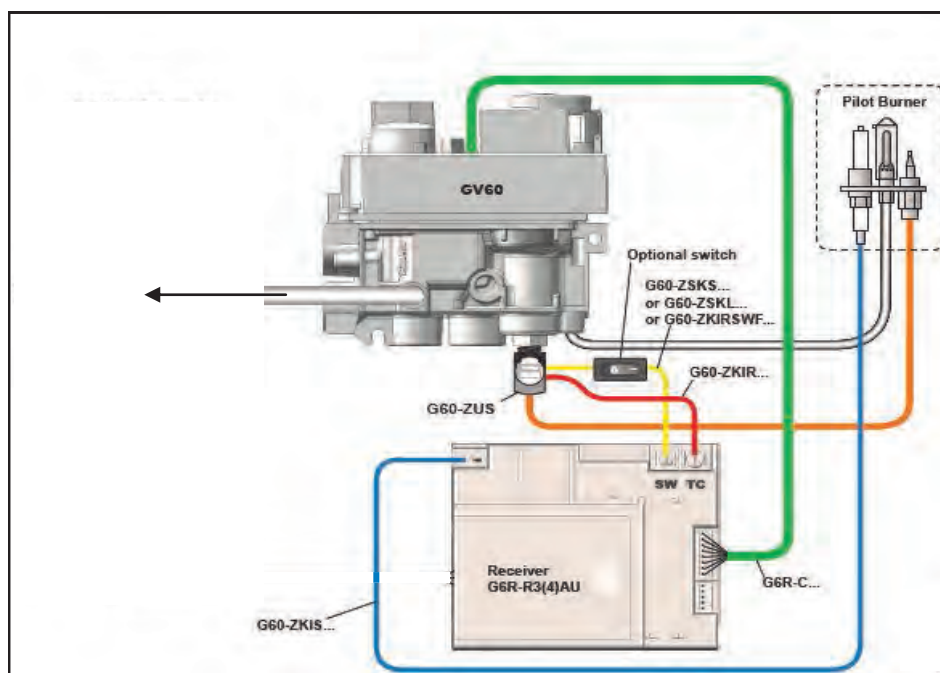 Pilot Burner
GV60
Optional switch
G60-ZSKS...
or G60-ZSKL...
or G60-ZKIRSWF...
G60-ZKIR...
G60-ZUS
SW TC
Receiver
G6R-R3(4)AU
G6R-C...
G60-ZKIS...